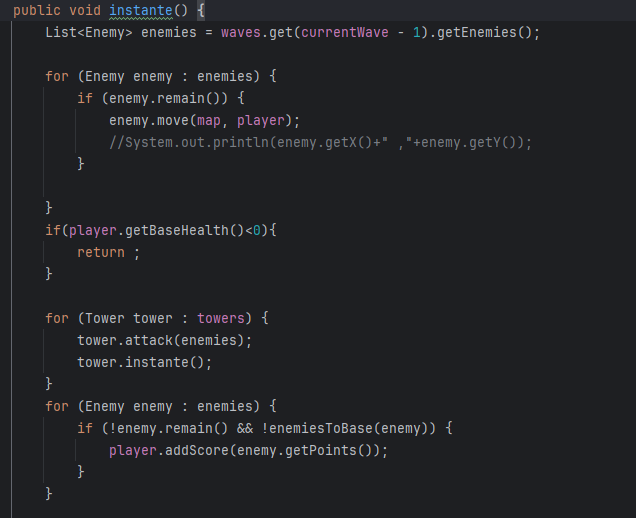 public void instante() {
    List<Enemy> enemies = waves.get(currentWave - 1).getEnemies();
    for (Enemy enemy : enemies) {
        if (enemy.remain()) {
            enemy.move(map, player);
            //System.out.println(enemy.getX()+" ,"+enemy.getY());
        }
    }
    if(player.getBaseHealth()<0){
        return ;
    }
    for (Tower tower : towers) {
        tower.attack(enemies);
        tower.instante();
    }
    for (Enemy enemy : enemies) {
        if (!enemy.remain() && !enemiesToBase(enemy)) {
            player.addScore(enemy.getPoints());
        }
    }